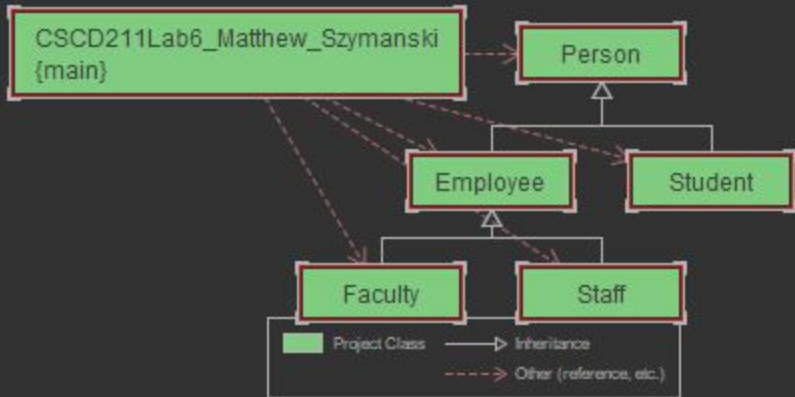 CSCD211Lab6_Matthew_Szymanski
{main}
Person
Employee
Student
Faculty
Staff
Project Class
Inheritance
Other (reference, etc.)